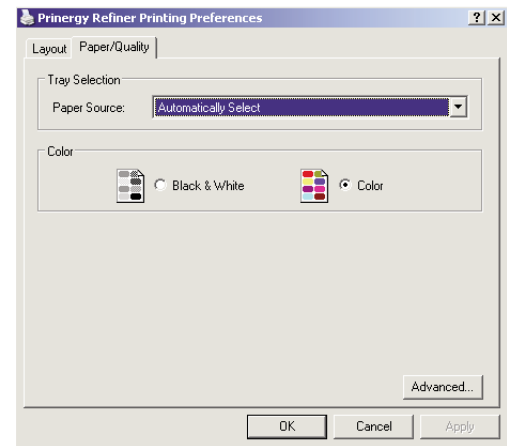 Prinergy Refiner Printing Preferences
Layout Paper/Quality
Tray Selection
Paper Source: Automatically Select
Color
Black & White Color
Advanced...
OK Cancel Apply